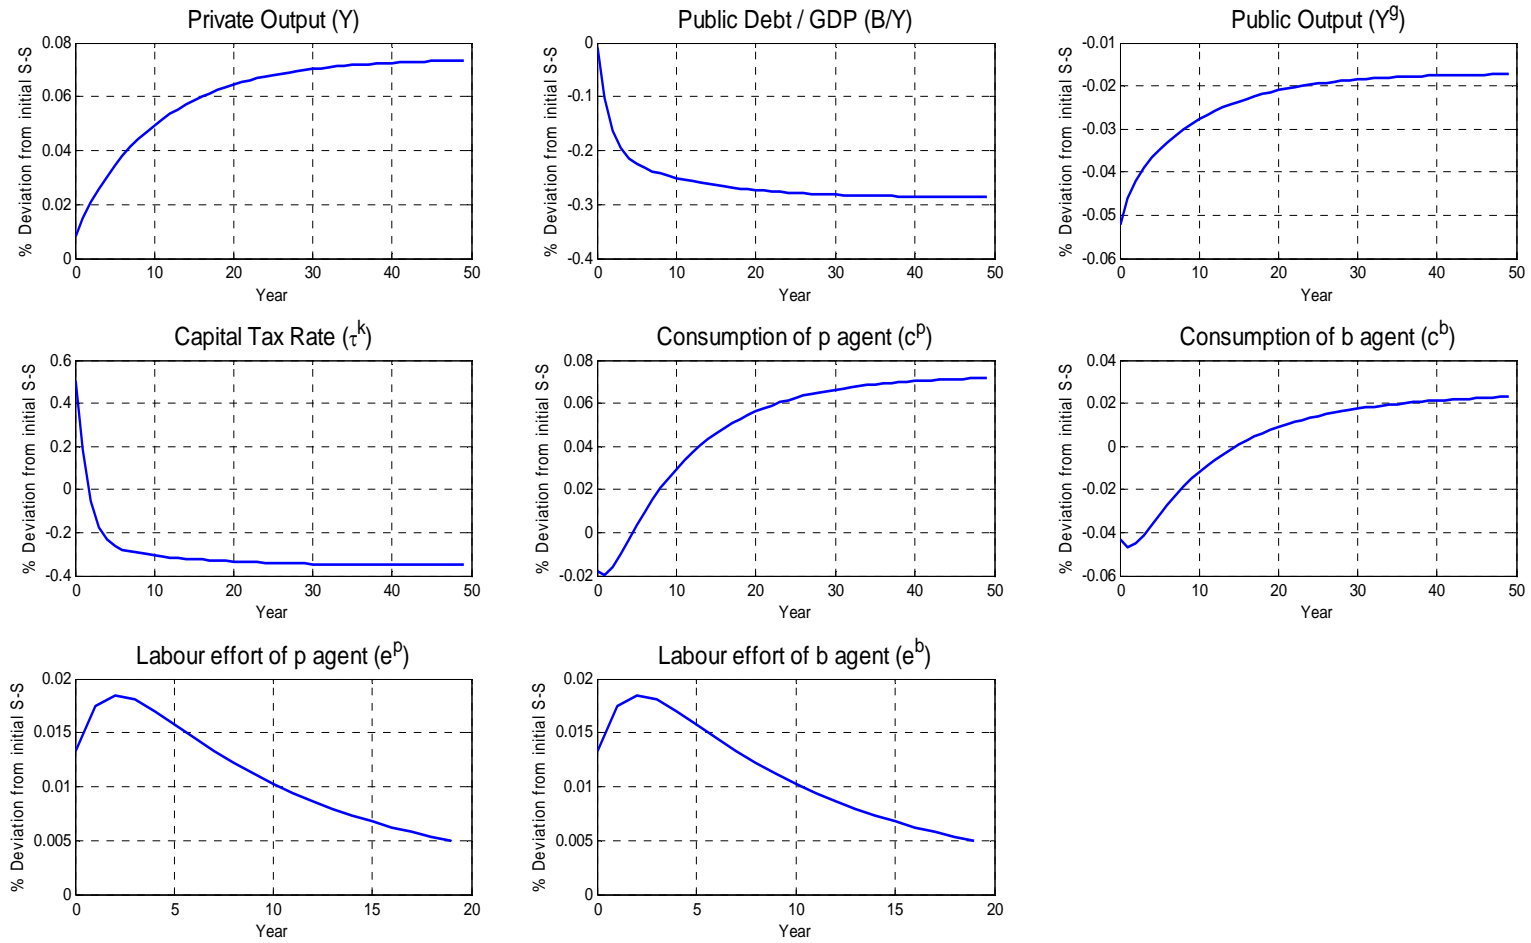 Private Output (Y)
% Deviation from initial S-S
0.08
0.06
0.04
0.02
0
0 10 20 30 40 50
Year
Public Debt / GDP (B/Y)
% Deviation from initial S-S
0
-0.1
-0.2
-0.3
-0.4
0 10 20 30 40 50
Year
Public Output (Y^g)
% Deviation from initial S-S
-0.01
-0.02
-0.03
-0.04
-0.05
-0.06
0 10 20 30 40 50
Year
Capital Tax Rate (τ^k)
% Deviation from initial S-S
0.6
0.4
0.2
0
-0.2
-0.4
0 10 20 30 40 50
Year
Consumption of p agent (c^p)
% Deviation from initial S-S
0.08
0.06
0.04
0.02
0
-0.02
0 10 20 30 40 50
Year
Consumption of b agent (c^b)
% Deviation from initial S-S
0.04
0.02
0
-0.02
-0.04
-0.06
0 10 20 30 40 50
Year
Labour effort of p agent (e^p)
% Deviation from initial S-S
0.02
0.015
0.01
0.005
0
0 5 10 15 20
Year
Labour effort of b agent (e^b)
% Deviation from initial S-S
0.02
0.015
0.01
0.005
0
0 5 10 15 20
Year